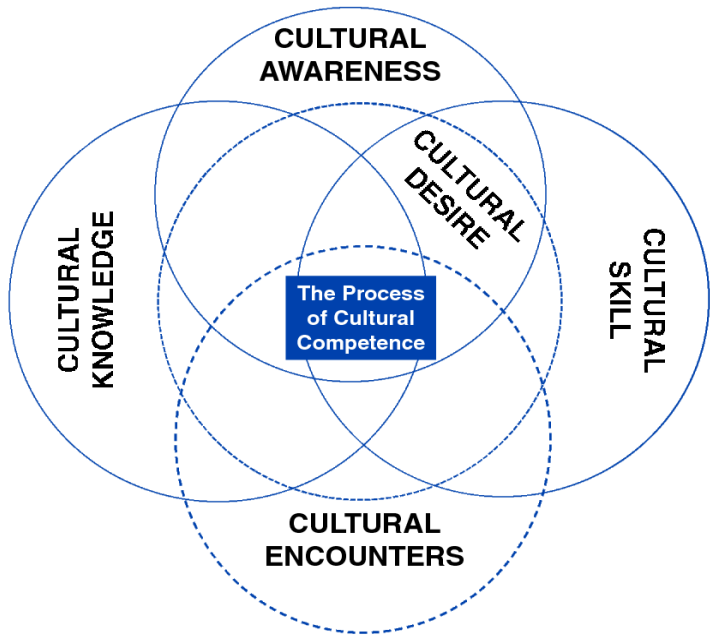 CULTURAL
AWARENESS
CULTURAL
DESIRE
CULTURAL
KNOWLEDGE
CULTURAL
SKILL
The Process
of Cultural
Competence
CULTURAL
ENCOUNTERS